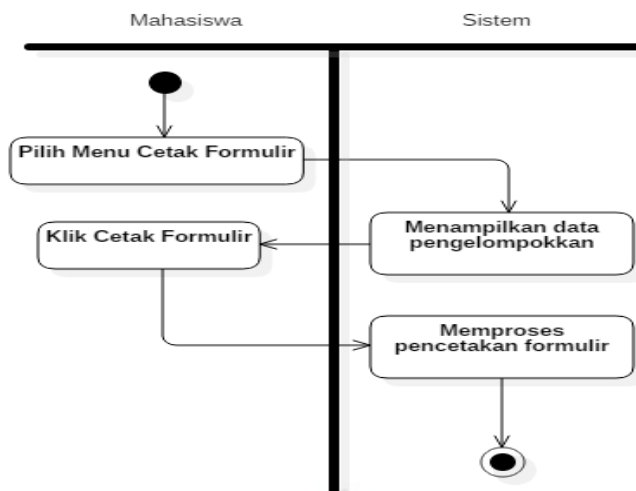 Mahasiswa
Sistem
Pilih Menu Cetak Formulir
Menampilkan data
pengelompokkan
Klik Cetak Formulir
Memproses
pencetakan formulir